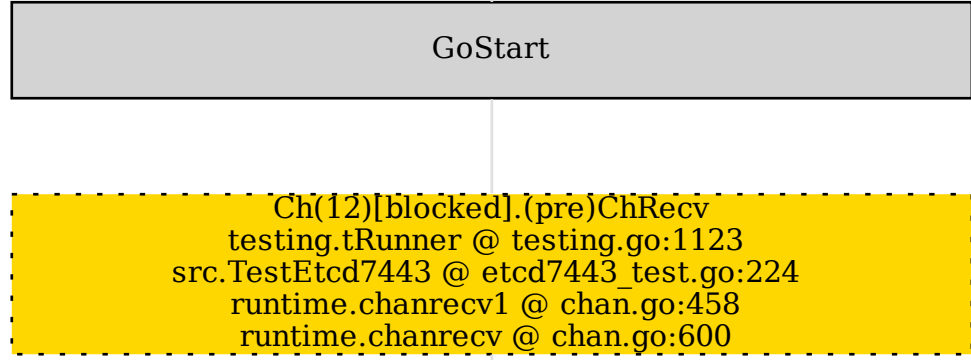 GoStart
Ch(12)[blocked].(pre)ChRecv
testing.tRunner @ testing.go:1123
src.TestEtcd7443 @ etcd7443_test.go:224
runtime.chanrecv1 @ chan.go:458
runtime.chanrecv @ chan.go:600